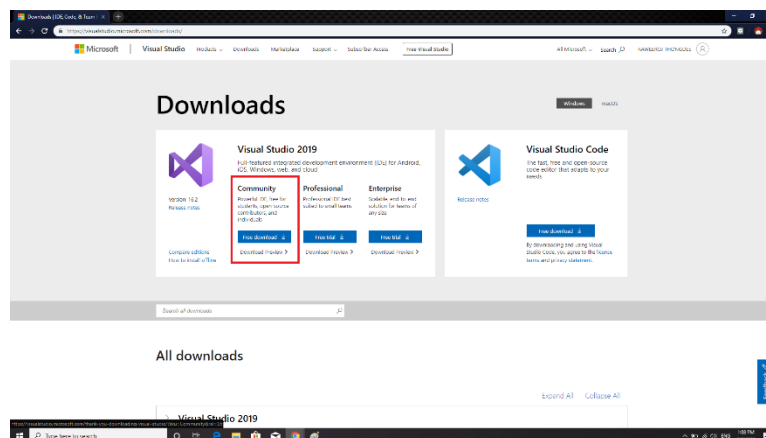 Downloads | IDE, Code, & Team F
https://visualstudio.microsoft.com/downloads/
Microsoft | Visual Studio Products Downloads Marketplace Support Subscriber Access Free Visual Studio All Microsoft Search
Downloads
Windows macOS
Visual Studio 2019
Full-featured integrated development environment (IDE) for Android,
iOS, Windows, web, and cloud
Version 16.2
Release notes
Compare editions
How to install offline
Community
Powerful IDE, free for
students, open-source
contributors, and
individuals
Free download
Download Preview
Professional
Professional IDE best
suited to small teams
Free trial
Download Preview
Enterprise
Scalable, end-to-end
solution for teams of
any size
Free trial
Download Preview
Visual Studio Code
The fast, free and open-source
code editor that adapts to your
needs
Release notes
Free download
By downloading and using Visual
Studio Code, you agree to the license
terms and privacy statement.
Search all downloads
All downloads
Expand All Collapse All
Feedback
Visual Studio 2019
Type here to search
ENG